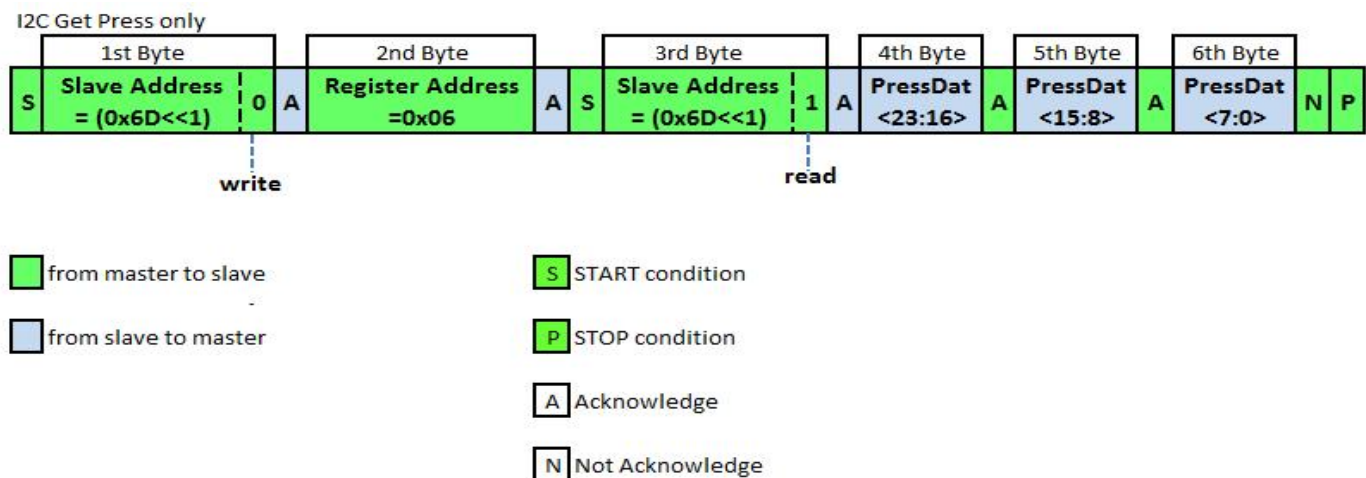 I2C Get Press only
1st Byte 2nd Byte 3rd Byte 4th Byte 5th Byte 6th Byte
S Slave Address = (0x6D<<1) 0 A Register Address =0x06 A S Slave Address = (0x6D<<1) 1 A PressDat <23:16> A PressDat <15:8> A PressDat <7:0> N P
write read
from master to slave S START condition
from slave to master P STOP condition
A Acknowledge
N Not Acknowledge